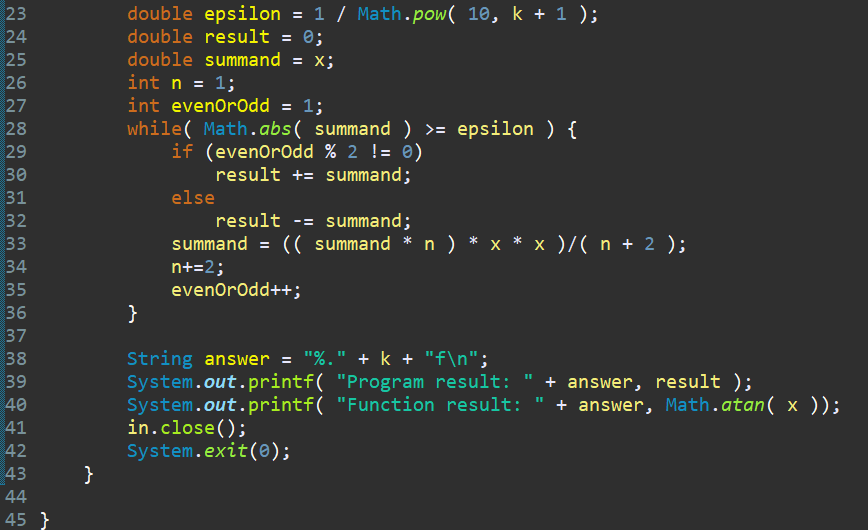 23 double epsilon = 1 / Math.pow( 10, k + 1 );
24 double result = 0;
25 double summand = x;
26 int n = 1;
27 int evenOrOdd = 1;
28 while( Math.abs( summand ) >= epsilon ) {
29 if (evenOrOdd % 2 != 0)
30 result += summand;
31 else
32 result -= summand;
33 summand = (( summand * n ) * x * x )/( n + 2 );
34 n+=2;
35 evenOrOdd++;
36 }
37
38 String answer = "%." + k + "f\n";
39 System.out.printf( "Program result: " + answer, result );
40 System.out.printf( "Function result: " + answer, Math.atan( x ));
41 in.close();
42 System.exit(0);
43 }
44
45 }